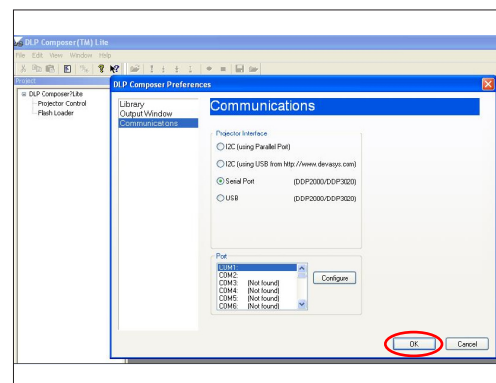 DLP Composer(TM) Lite
File Edit View Window Help
Project
DLP Composer?Lite
Projector Control
Flash Loader
DLP Composer Preferences
Library
Output Window
Communications
Communications
Projector Interface
I2C (using Parallel Port)
I2C (using USB from http://www.devasys.com)
Serial Port (DDP2000/DDP3020)
USB (DDP2000/DDP3020)
Port
COM1:
COM2:
COM3: (Not found)
COM4: (Not found)
COM5: (Not found)
COM6: (Not found)
Configure
OK Cancel